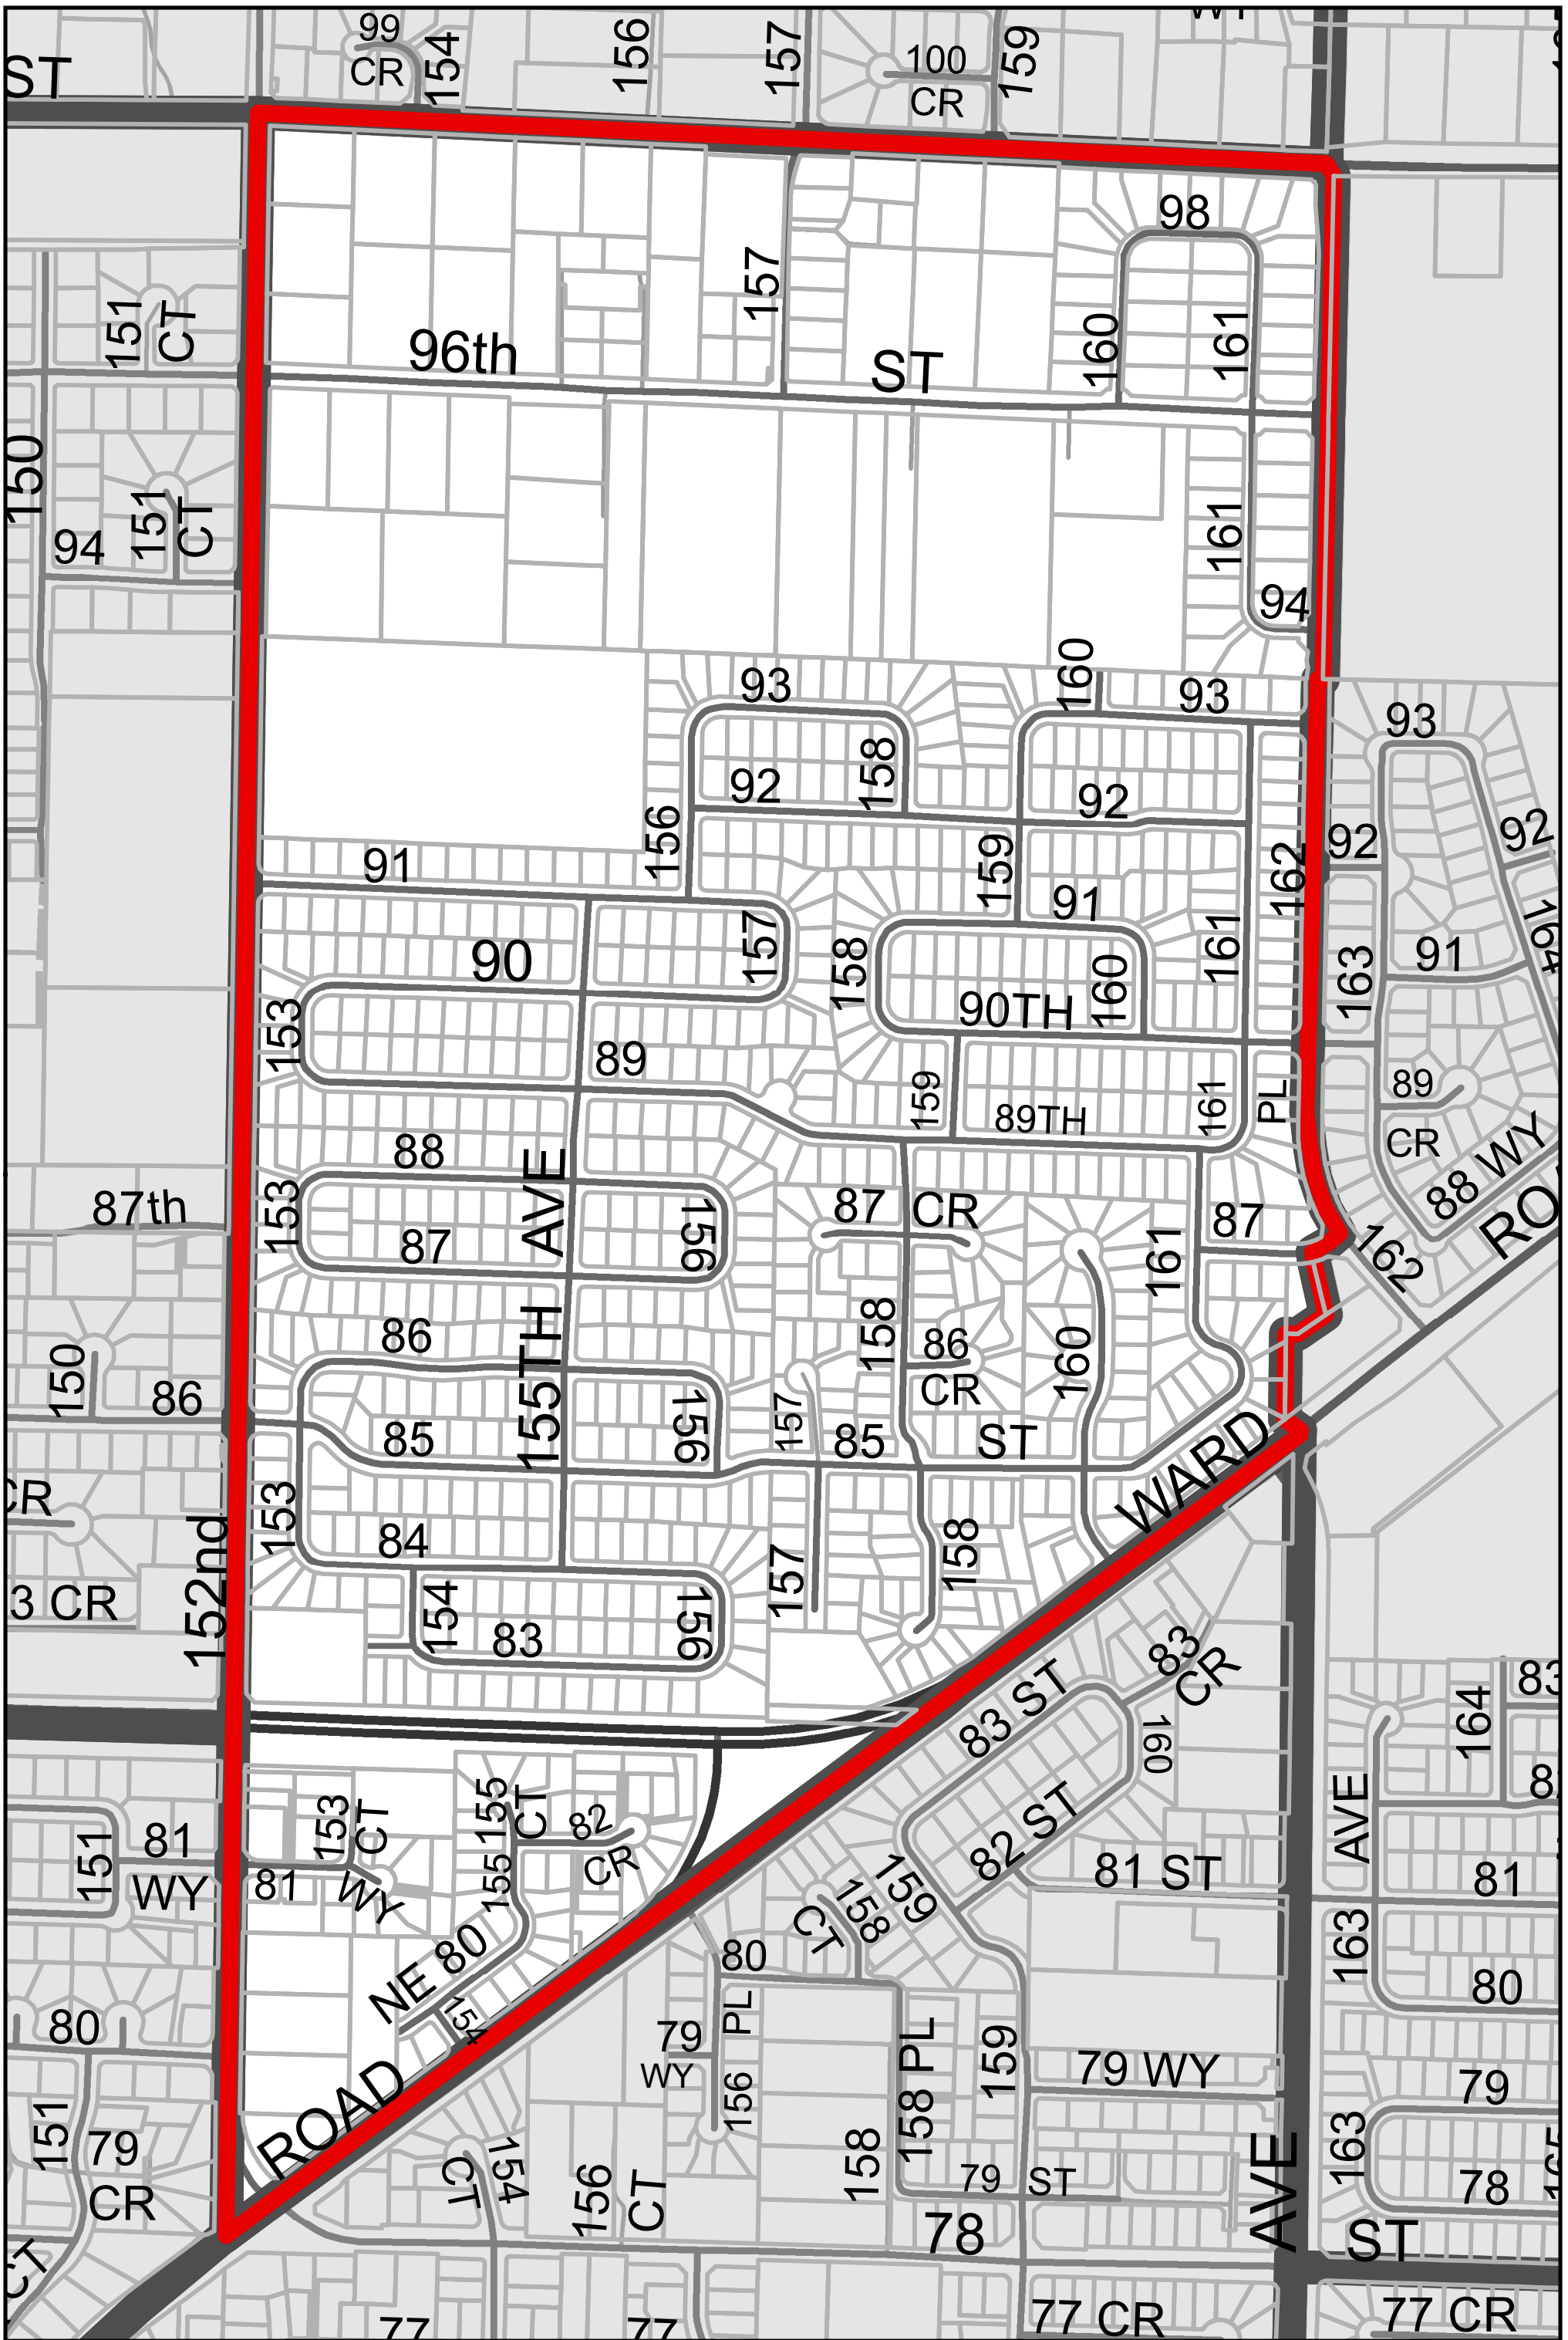 99
CR
154
156
157
100
CR
159
ST
98
151
CT
157
96th
ST
160
161
150
151
CT
94
161
94
160
93
93
93
158
92
92
92
92
156
159
162
91
91
157
158
161
163
91
164
90
160
90TH
153
89
159
89TH
161
PL
89
CR
88
AVE
88 WY
87th
153
87
156
87
CR
161
87
162
RO
86
158
86
CR
160
150
86
155TH
85
156
157
85
ST
WARD
CR
153
84
152nd
157
158
3 CR
154
83
156
83
CR
83 ST
160
164
83
81
WY
151
153
CT
155
CT
82
CR
81
WY
155
82 ST
AVE
81 ST
81
159
158
CT
163
NE 80
80
80
154
80
79
WY
PL
156
158 PL
159
79 WY
79
ROAD
151
79
CR
154
CT
156
CT
158
79
ST
163
78
AVE
78
ST
CT
77
77
77 CR
77 CR